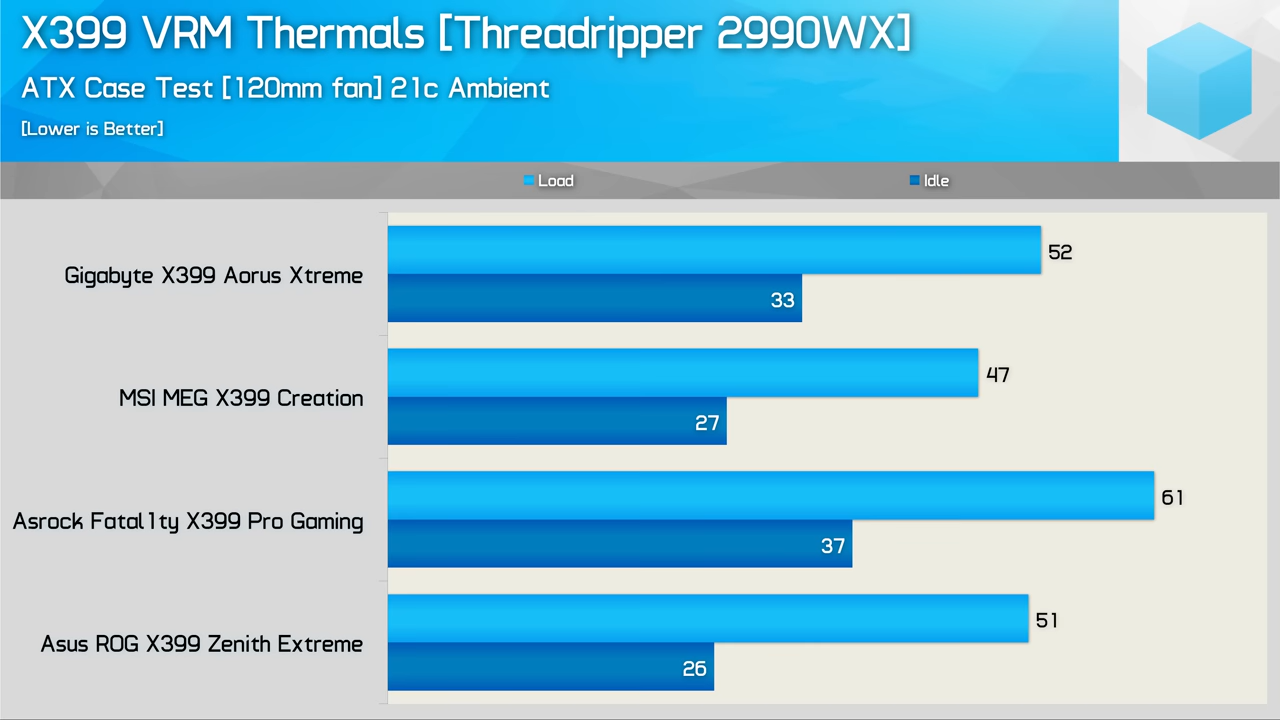 X399 VRM Thermals [Threadripper 2990WX]
ATX Case Test [120mm fan] 21c Ambient
[Lower is Better]
Load Idle
Gigabyte X399 Aorus Xtreme
52
33
MSI MEG X399 Creation
47
27
Asrock Fatal1ty X399 Pro Gaming
61
37
Asus ROG X399 Zenith Extreme
51
26